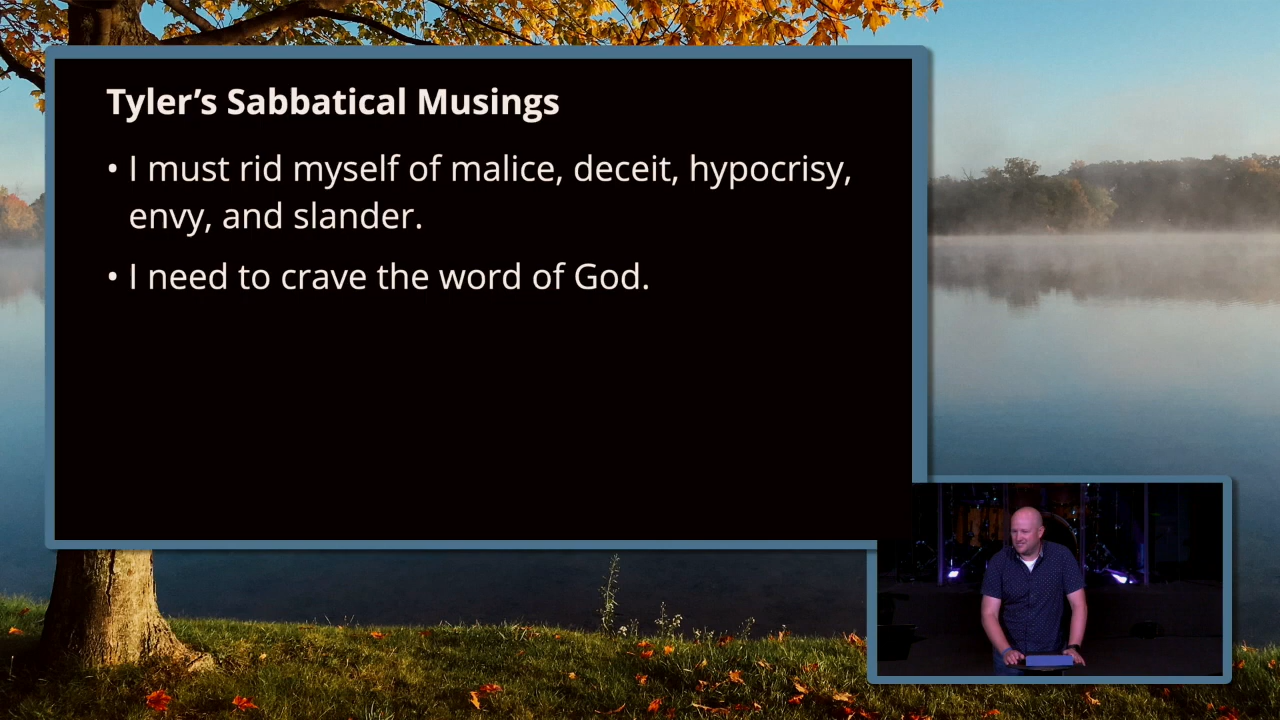 Tyler’s Sabbatical Musings
• I must rid myself of malice, deceit, hypocrisy,
envy, and slander.
• I need to crave the word of God.